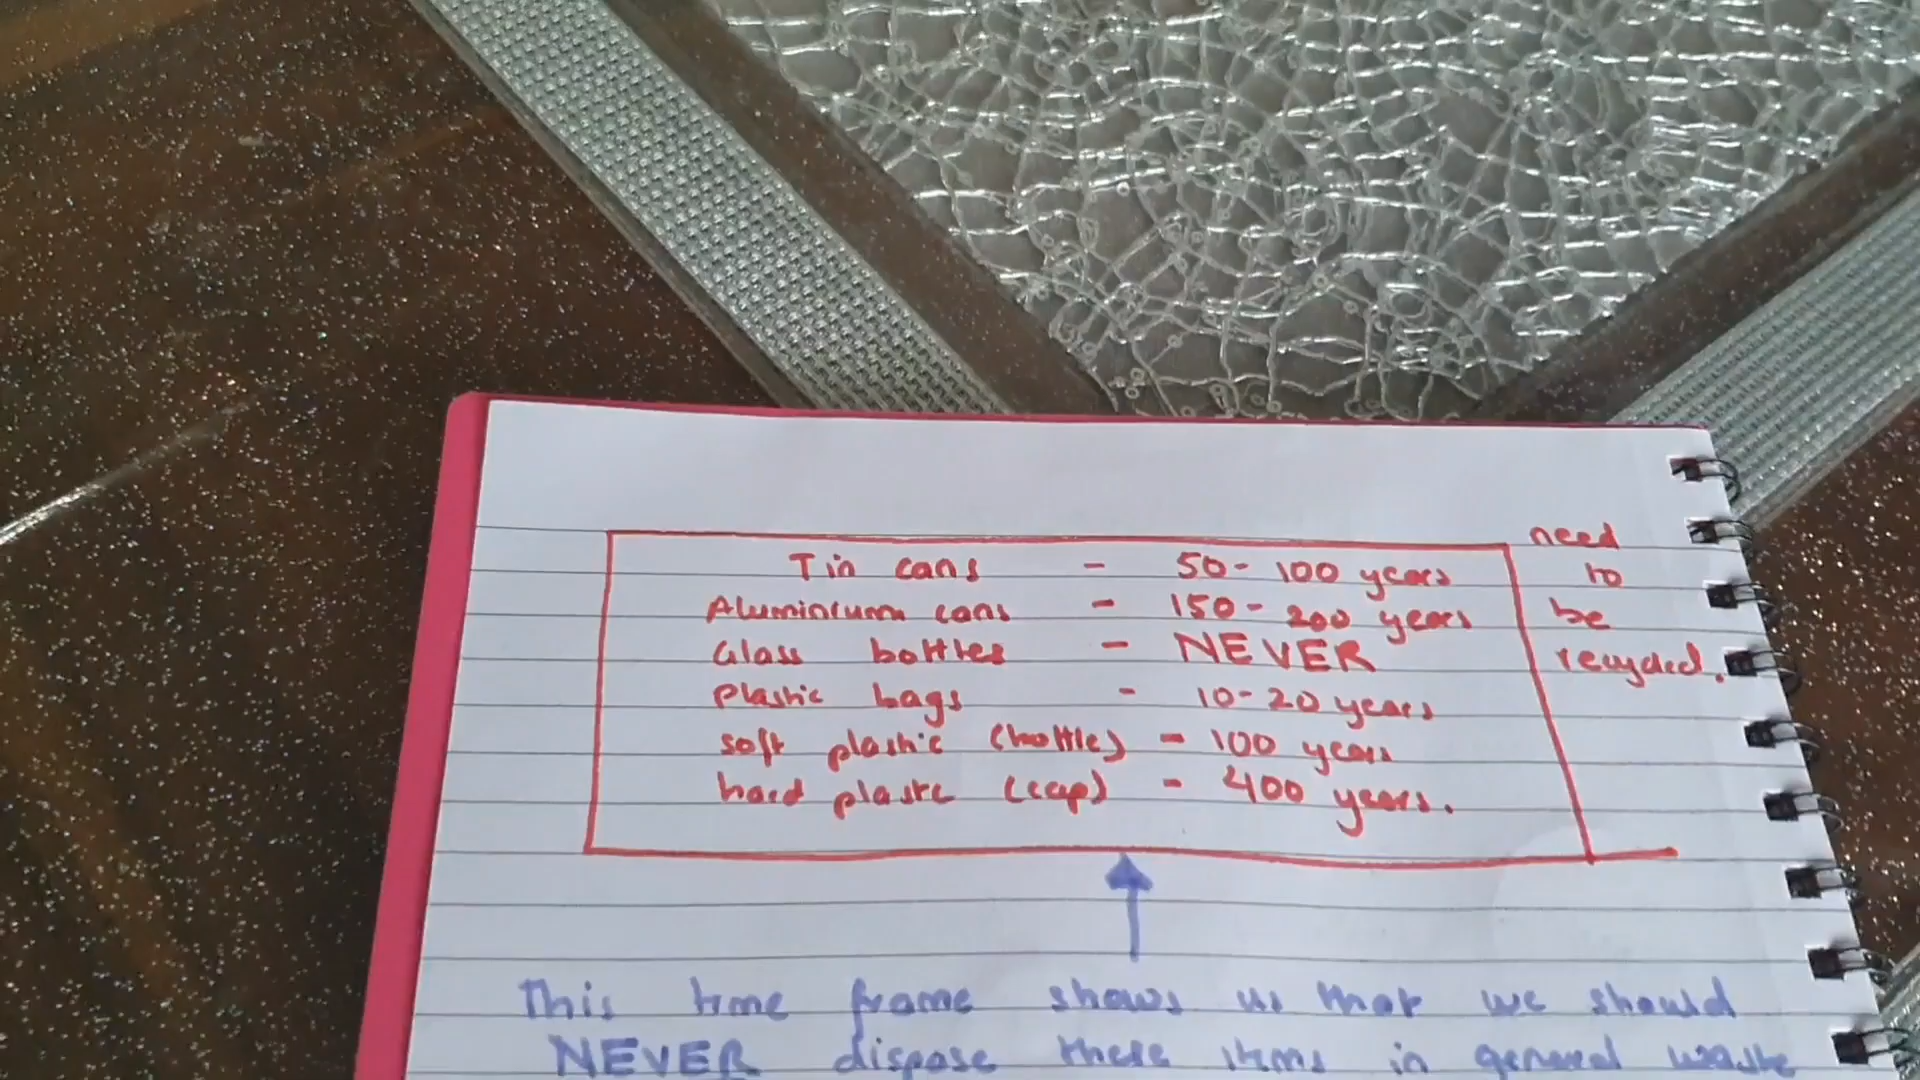 Tin cans - 50-100 years
Aluminium cans - 150-200 years
Glass bottles - NEVER
Plastic bags - 10-20 years
soft plastic (bottle) - 100 years
hard plastic (cap) - 400 years.
need
to
be
recycled.
This time frame shows us that we should
NEVER dispose these items in general waste